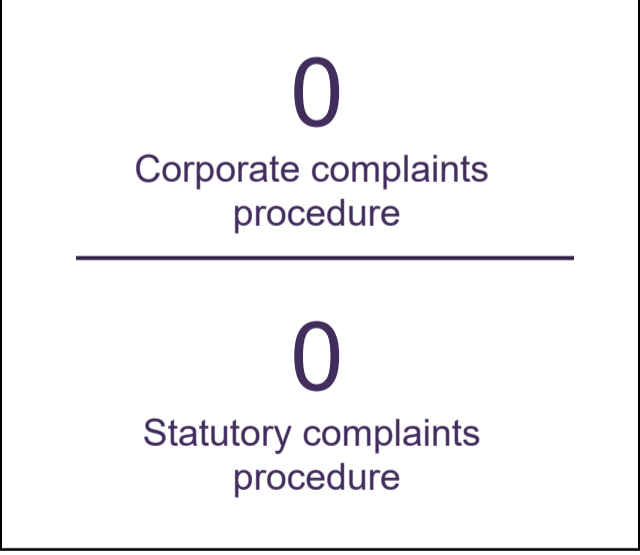 0
Corporate complaints
procedure
0
Statutory complaints
procedure